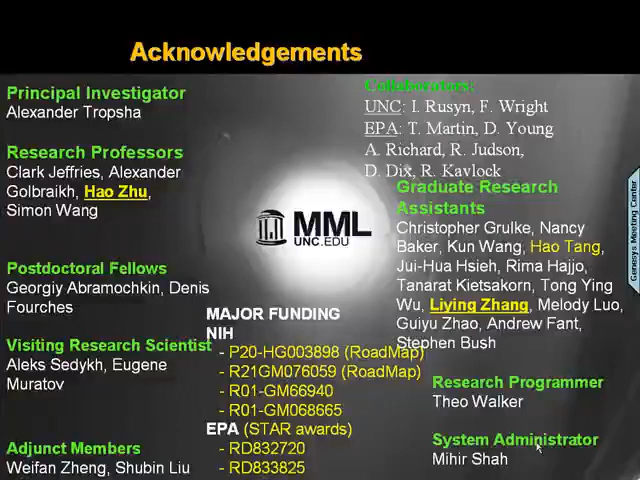 Acknowledgements
Principal Investigator
Alexander Tropsha
Research Professors
Clark Jeffries, Alexander
Golbraikh, Hao Zhu,
Simon Wang
Postdoctoral Fellows
Georgiy Abramochkin, Denis
Fourches
Visiting Research Scientist
Aleks Sedykh, Eugene
Muratov
Adjunct Members
Weifan Zheng, Shubin Liu
MML
UNC.EDU
MAJOR FUNDING
NIH
- P20-HG003898 (RoadMap)
- R21GM076059 (RoadMap)
- R01-GM66940
- R01-GM068665
EPA (STAR awards)
- RD832720
- RD833825
Collaborators:
UNC: I. Rusyn, F. Wright
EPA: T. Martin, D. Young
A. Richard, R. Judson,
D. Dix, R. Kavlock
Graduate Research
Assistants
Christopher Grulke, Nancy
Baker, Kun Wang, Hao Tang,
Jui-Hua Hsieh, Rima Hajjo,
Tanarat Kietsakorn, Tong Ying
Wu, Liying Zhang, Melody Luo,
Guiyu Zhao, Andrew Fant,
Stephen Bush
Research Programmer
Theo Walker
System Administrator
Mihir Shah
Genesys Meeting Center